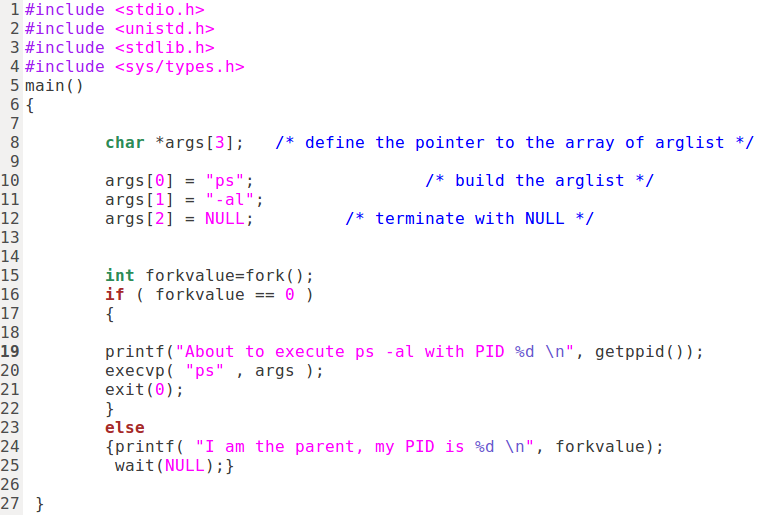 1 #include <stdio.h>
2 #include <unistd.h>
3 #include <stdlib.h>
4 #include <sys/types.h>
5 main()
6 {
7
8         char *args[3];   /* define the pointer to the array of arglist */
9
10         args[0] = "ps";                 /* build the arglist */
11         args[1] = "-al";
12         args[2] = NULL;         /* terminate with NULL */
13
14
15         int forkvalue=fork();
16         if ( forkvalue == 0 )
17         {
18
19         printf("About to execute ps -al with PID %d \n", getppid());
20         execvp( "ps" , args );
21         exit(0);
22         }
23         else
24         {printf( "I am the parent, my PID is %d \n", forkvalue);
25          wait(NULL);}
26
27  }